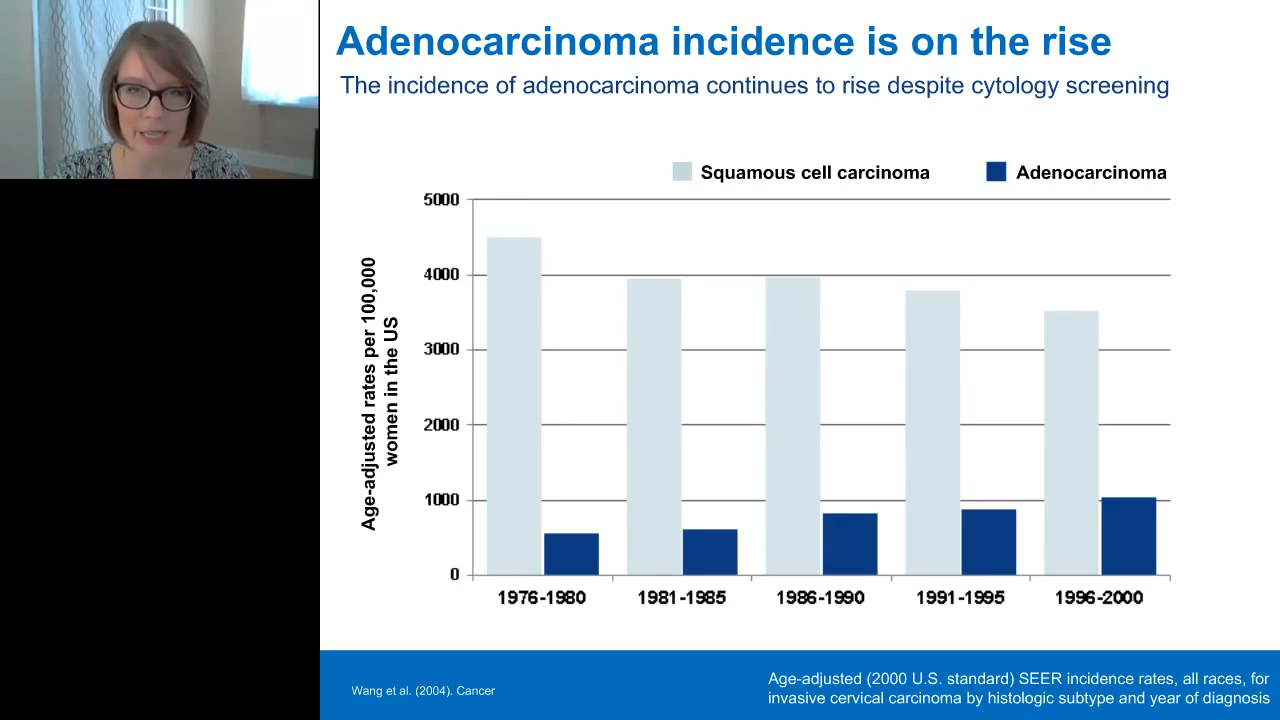 Adenocarcinoma incidence is on the rise
The incidence of adenocarcinoma continues to rise despite cytology screening
Squamous cell carcinoma
Adenocarcinoma
Age-adjusted rates per 100,000
women in the US
5000
4000
3000
2000
1000
0
1976-1980
1981-1985
1986-1990
1991-1995
1996-2000
Wang et al. (2004). Cancer
Age-adjusted (2000 U.S. standard) SEER incidence rates, all races, for
invasive cervical carcinoma by histologic subtype and year of diagnosis